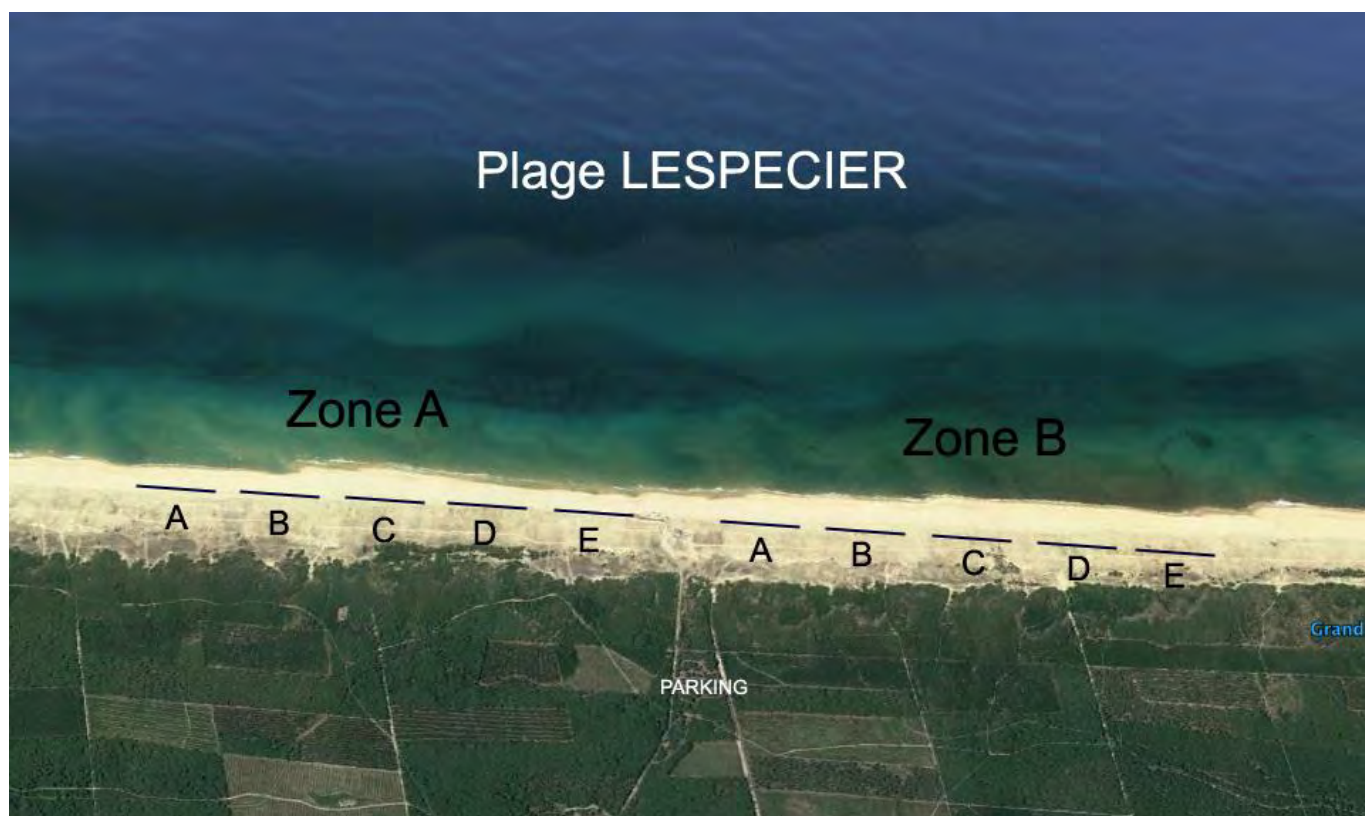 Plage LESPECIER
Zone A
Zone B
A B C D E A B C D E
Grand
PARKING